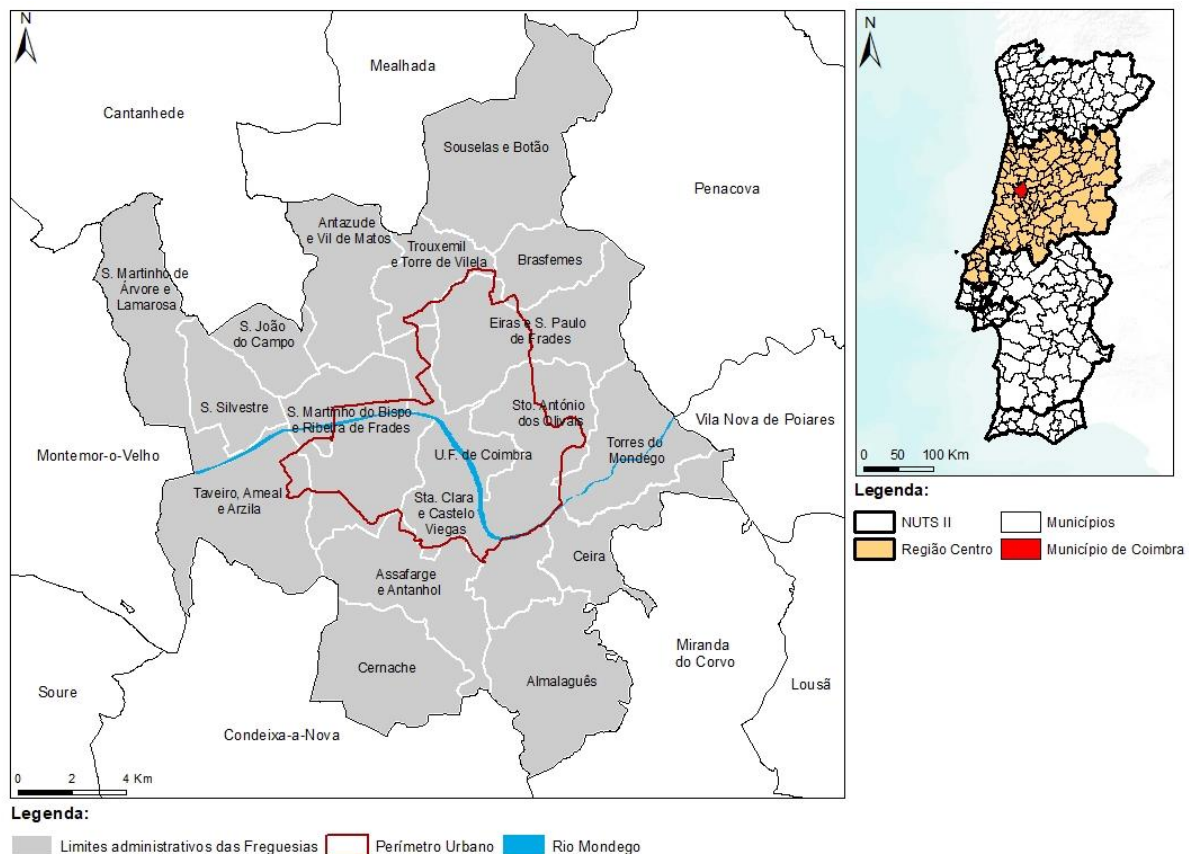 N
Mealhada
Cantanhede
Souselas e Botão
Penacova
Antazude
e Vil de Matos
Trouxemil
e Torre de Vilela
Brasfemes
S. Martinho de
Árvore e
Lamarosa
S. João
do Campo
Eiras e S. Paulo
de Frades
S. Silvestre
S. Martinho do Bispo
e Ribeira de Frades
Sto. António
dos Olivais
Vila Nova de Poiares
Montemor-o-Velho
U.F. de Coimbra
Torres do
Mondego
Taveiro, Ameal
e Arzila
Sta. Clara
e Castelo
Viegas
Ceira
Assafarge
e Antanhol
Miranda
do Corvo
Cernache
Almalaguês
Soure
Lousã
Condeixa-a-Nova
0 2 4 Km
Legenda:
Limites administrativos das Freguesias
Perímetro Urbano
Rio Mondego
N
0 50 100 Km
Legenda:
NUTS II
Municípios
Região Centro
Município de Coimbra